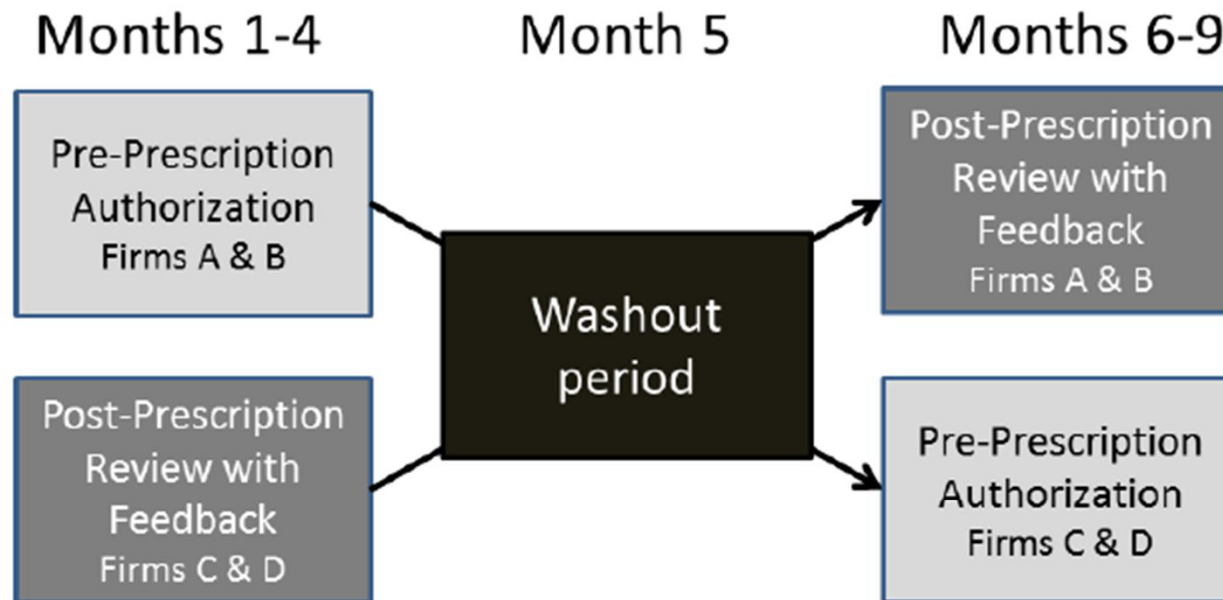 Months 1-4
Month 5
Months 6-9
Pre-Prescription
Authorization
Firms A & B
Post-Prescription
Review with
Feedback
Firms C & D
Washout
period
Post-Prescription
Review with
Feedback
Firms A & B
Pre-Prescription
Authorization
Firms C & D